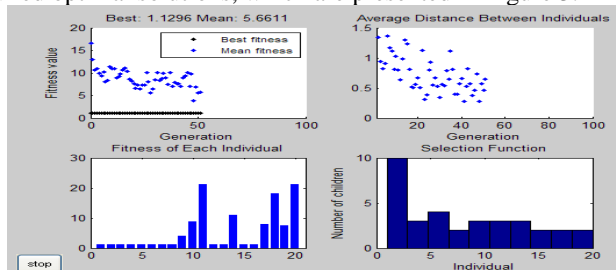 Best: 1.1296 Mean: 5.6611
Average Distance Between Individuals
20
15
10
5
0
Fitness value
Best fitness
Mean fitness
0
50
100
Generation
1.5
1
0.5
0
0
20
40
60
80
100
Generation
Fitness of Each Individual
Selection Function
30
20
10
0
0
5
10
15
20
10
5
0
Number of children
0
5
10
15
20
Individual
stop